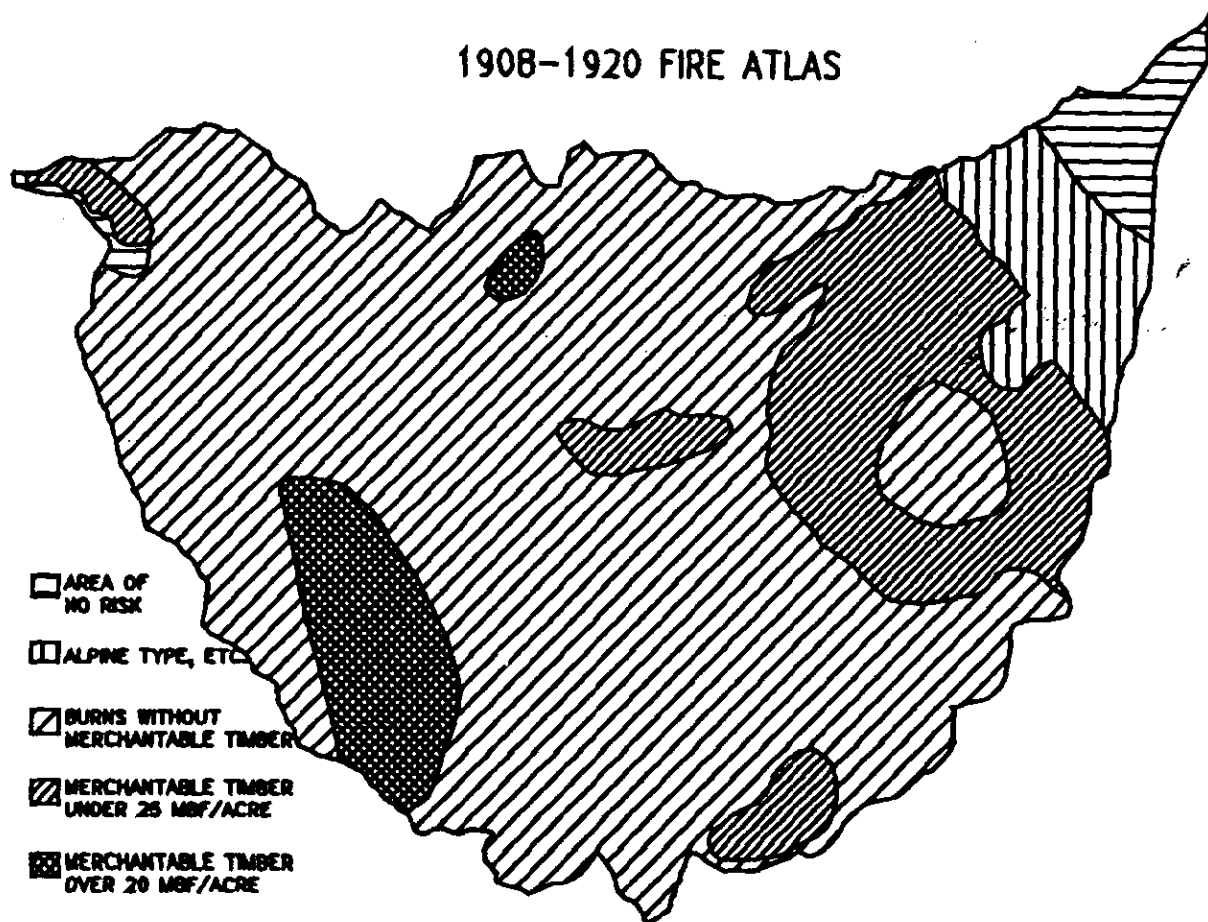 1908-1920 FIRE ATLAS
AREA OF
NO RISK
ALPINE TYPE, ETC.
BURNS WITHOUT
MERCHANTABLE TIMBER
MERCHANTABLE TIMBER
UNDER 25 MBF/ACRE
MERCHANTABLE TIMBER
OVER 20 MBF/ACRE